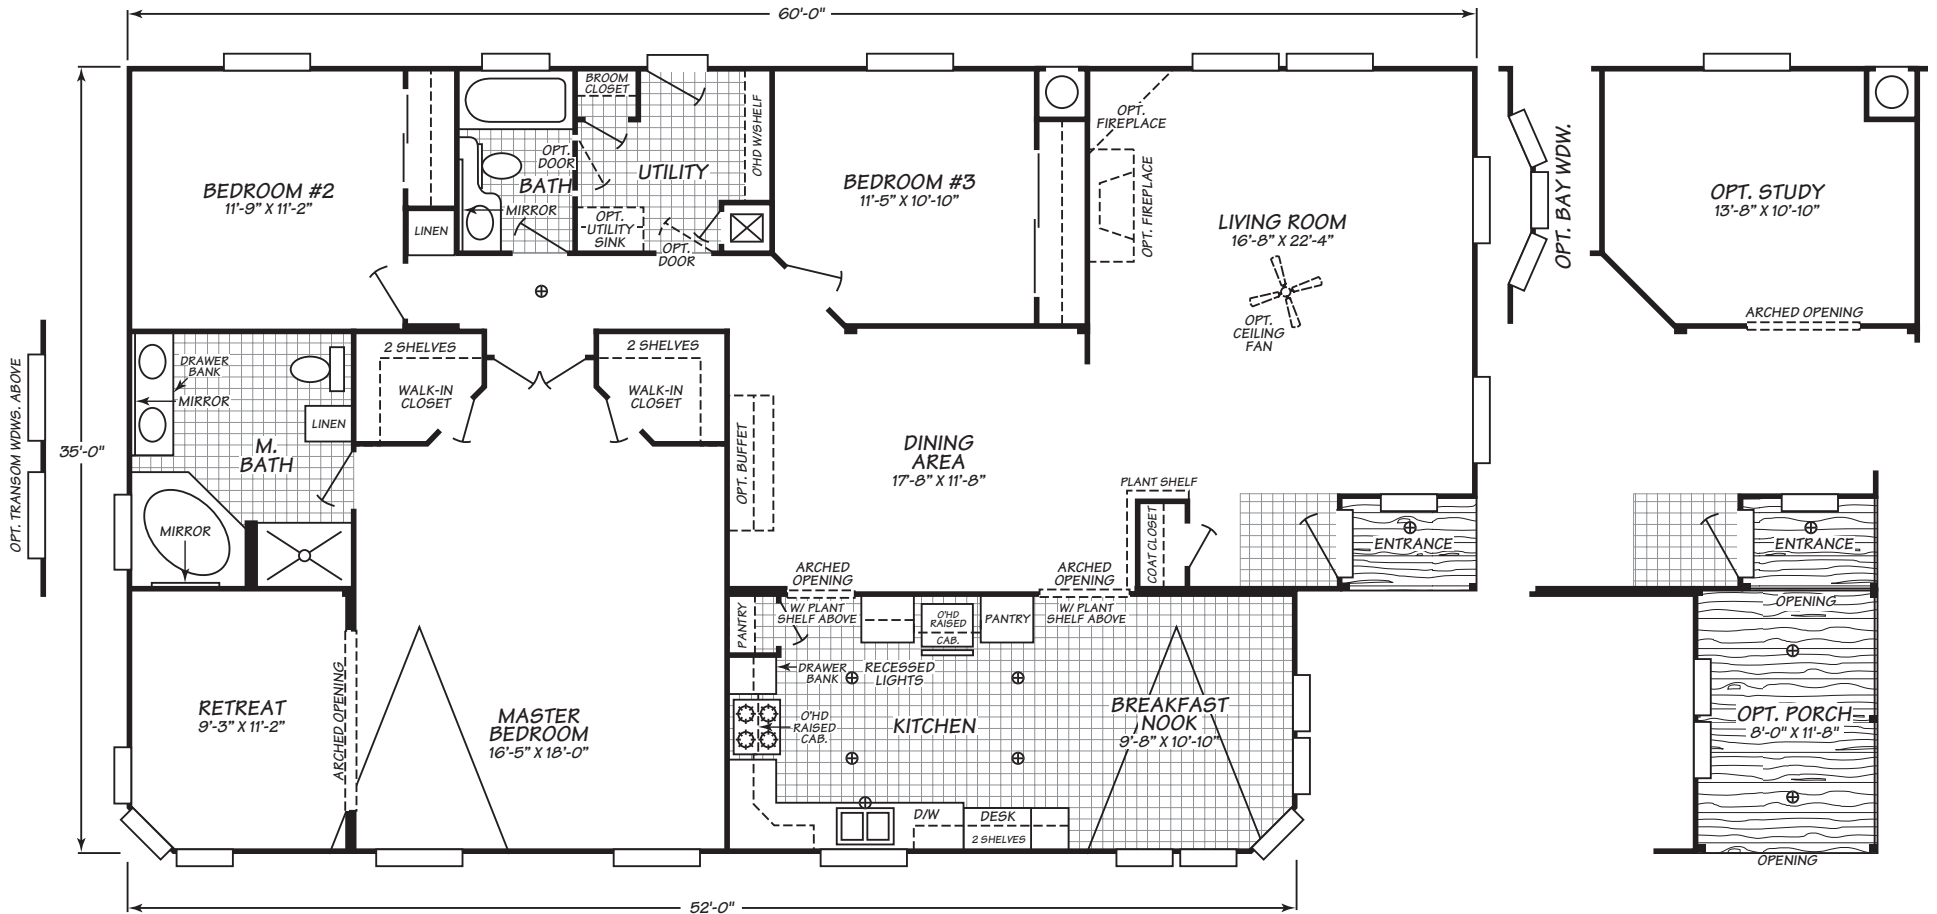 60'-0"
BROOM
CLOSET
O'HD W/SHELF
OPT.
FIREPLACE
OPT.
DOOR
BATH
UTILITY
BEDROOM #2
11'-9" X 11'-2"
MIRROR
LINEN
OPT.
UTILITY
SINK
OPT.
DOOR
BEDROOM #3
11'-5" X 10'-10"
OPT. FIREPLACE
LIVING ROOM
16'-8" X 22'-4"
OPT.
CEILING
FAN
OPT. BAY WDW.
OPT. STUDY
13'-8" X 10'-10"
ARCHED OPENING
OPT. TRANSOM WDWS. ABOVE
35'-0"
DRAWER
BANK
MIRROR
LINEN
M.
BATH
MIRROR
2 SHELVES
WALK-IN
CLOSET
2 SHELVES
WALK-IN
CLOSET
OPT. BUFFET
DINING
AREA
17'-8" X 11'-8"
PLANT SHELF
COAT CLOSET
ENTRANCE
ENTRANCE
ARCHED
OPENING
W/ PLANT
SHELF ABOVE
ARCHED
OPENING
W/ PLANT
SHELF ABOVE
PANTRY
O'HD
RAISED
CAB.
PANTRY
DRAWER
BANK
RECESSED
LIGHTS
O'HD
RAISED
CAB.
KITCHEN
BREAKFAST
NOOK
9'-8" X 10'-10"
D/W
DESK
2 SHELVES
RETREAT
9'-3" X 11'-2"
ARCHED OPENING
MASTER
BEDROOM
16'-5" X 18'-0"
OPENING
OPT. PORCH
8'-0" X 11'-8"
OPENING
52'-0"